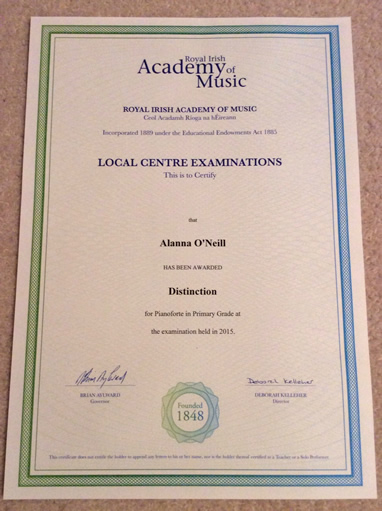 Royal Irish
Academy of
Music
ROYAL IRISH ACADEMY OF MUSIC
Ceol Acadamh Ríoga na hÉireann
Incorporated 1889 under the Educational Endowments Act 1885
LOCAL CENTRE EXAMINATIONS
This is to Certify
that
Alanna O'Neill
HAS BEEN AWARDED
Distinction
for Pianoforte in Primary Grade at
the examination held in 2015.
Deborah Kelleher
BRIAN AYLWARD
Governor
DEBORAH KELLEHER
Director
Founded
1848
This certificate does not entitle the holder to append any letters to his or her name, nor is the holder thereof certified as a Teacher or a Solo Performer.